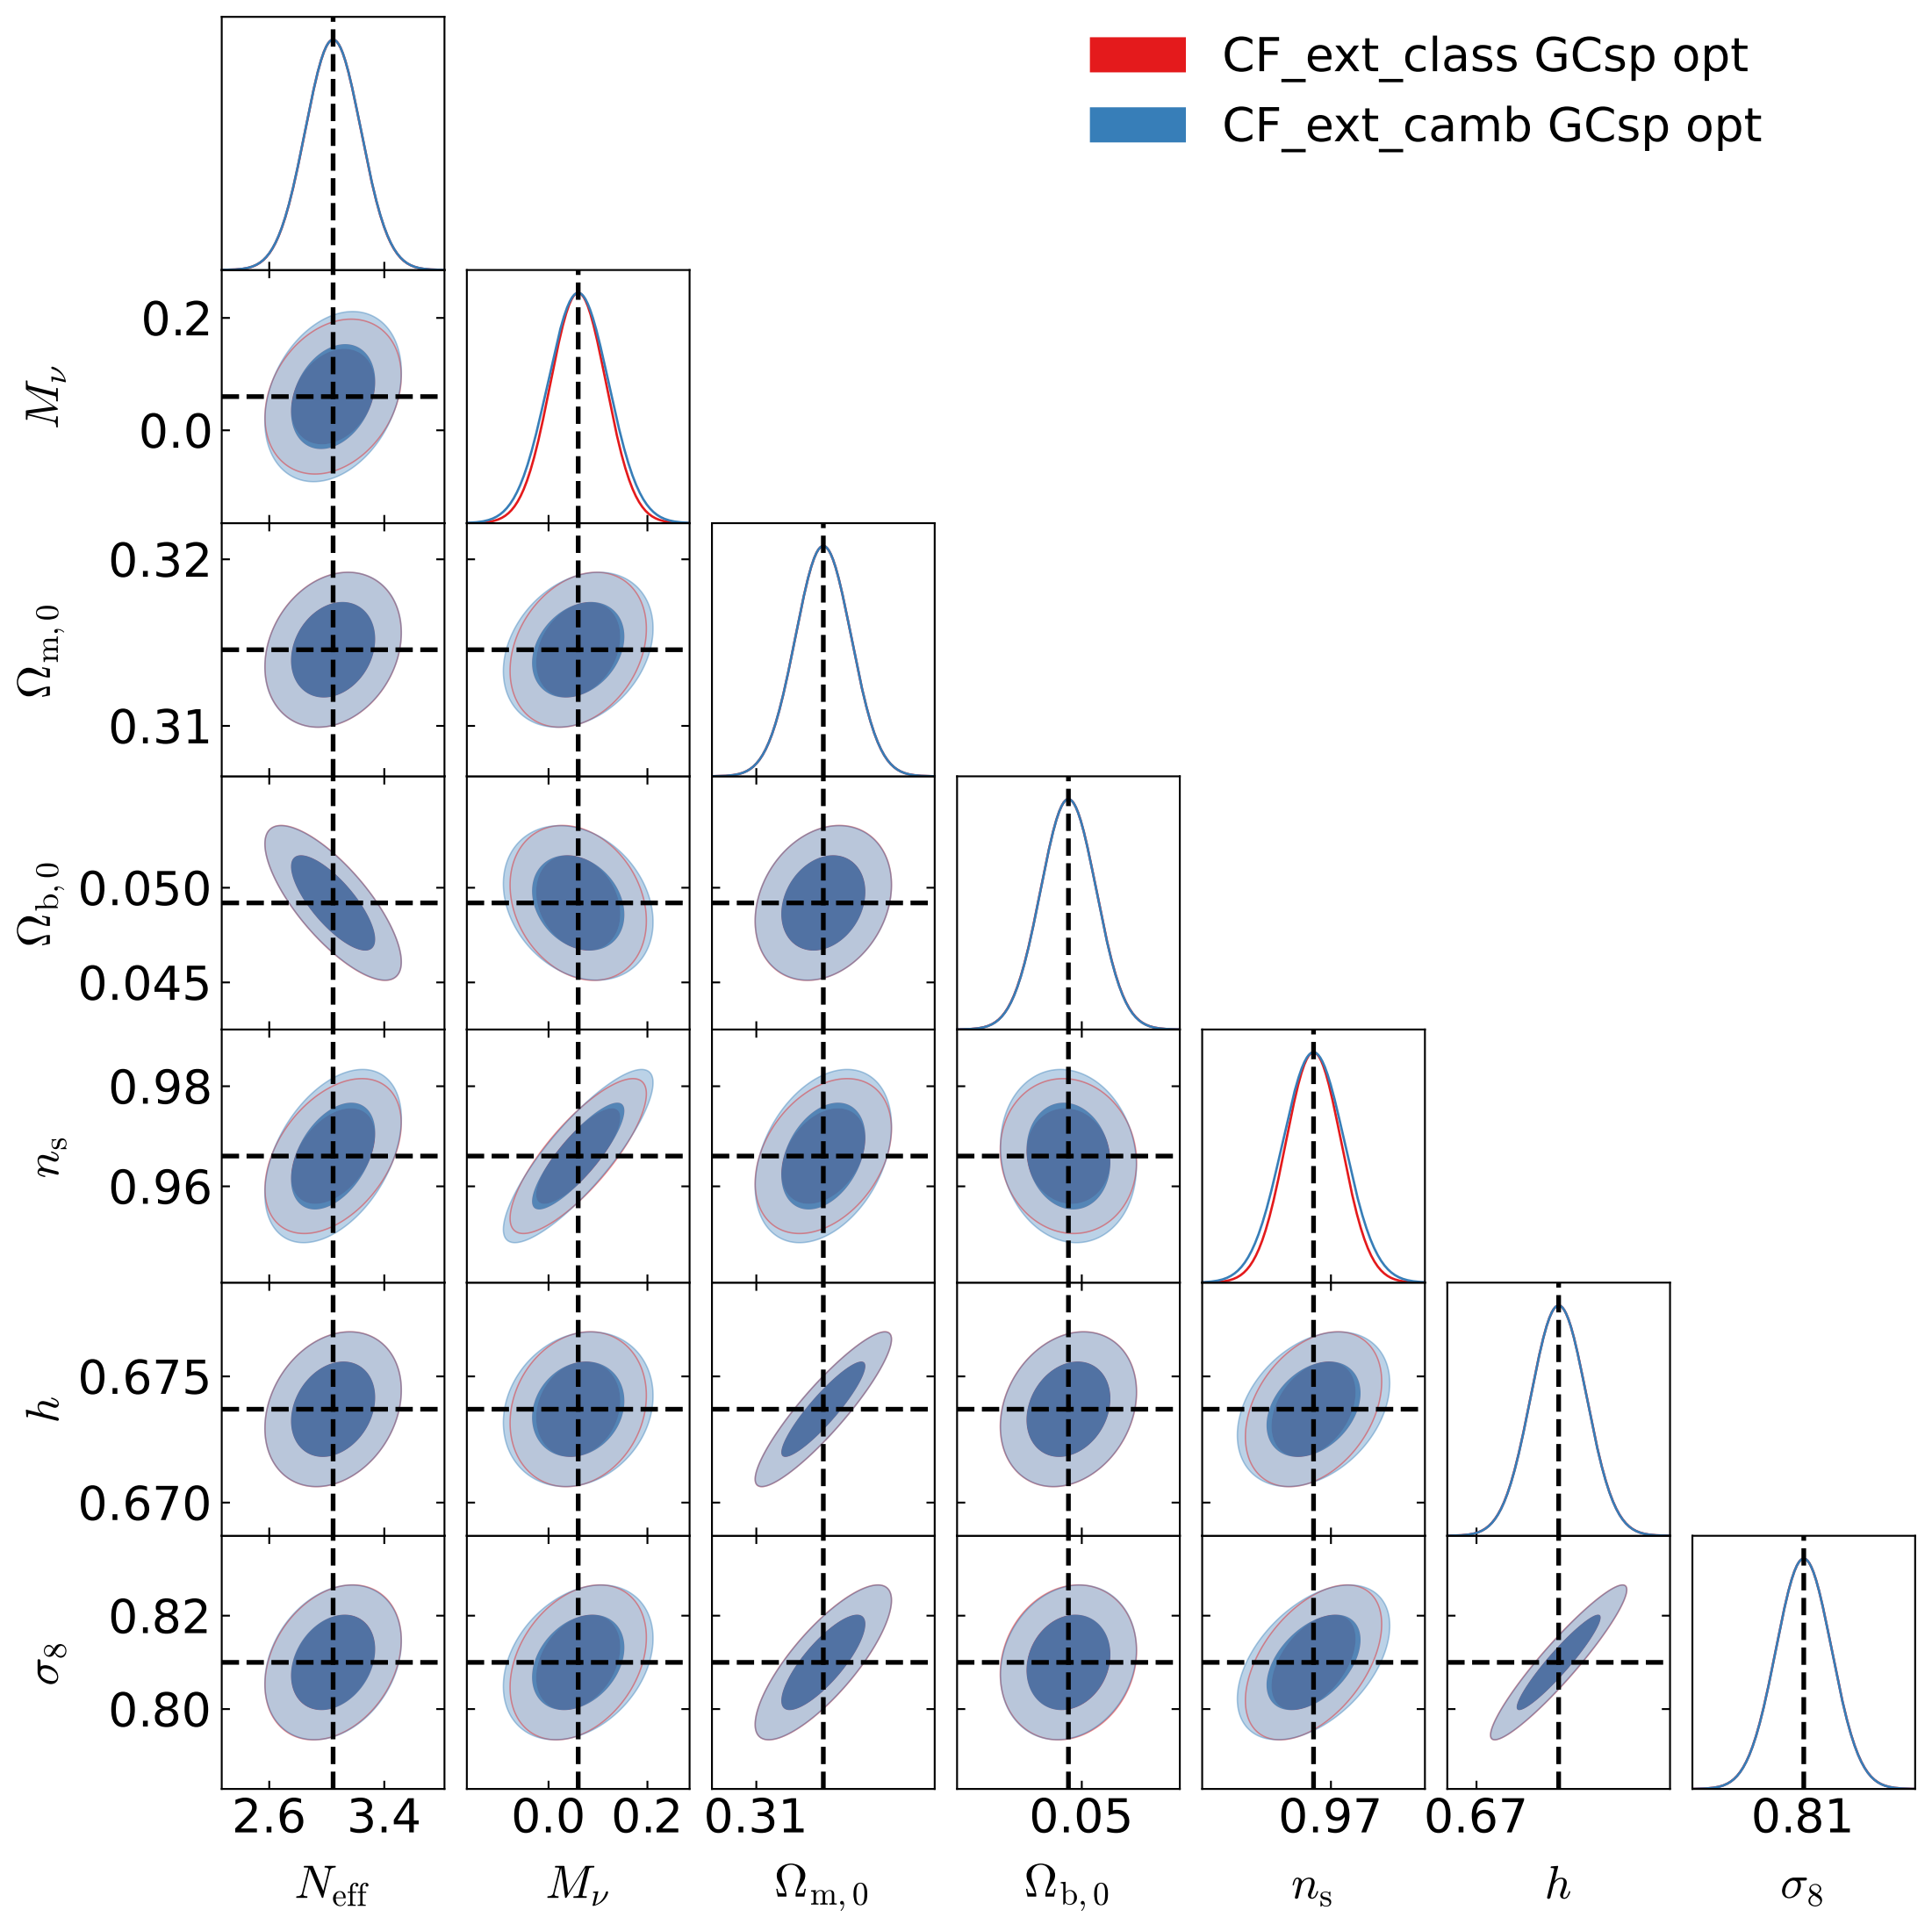 CF_ext_class GCsp opt
CF_ext_camb GCsp opt
0.2
0.0
M_ν
0.32
0.31
Ω_m,0
0.050
0.045
Ω_b,0
0.98
0.96
n_s
0.675
0.670
h
0.82
0.80
σ_8
2.6 3.4 0.0 0.2 0.31 0.05 0.97 0.67 0.81
N_eff M_ν Ω_m,0 Ω_b,0 n_s h σ_8